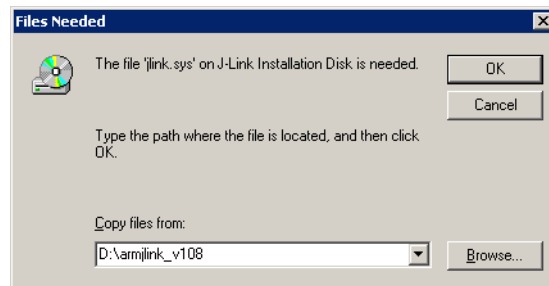 Files Needed
The file 'jlink.sys' on J-Link Installation Disk is needed.
OK
Cancel
Type the path where the file is located, and then click
OK.
Copy files from:
D:\armjlink_v108
Browse...